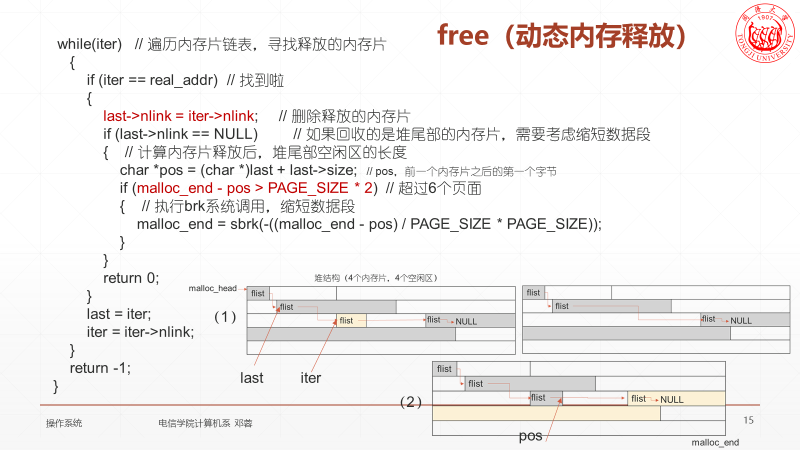 free（动态内存释放）
同济大学
1907
TONGJI UNIVERSITY
while(iter)   // 遍历内存片链表，寻找释放的内存片
{
if (iter == real_addr)  // 找到啦
{
last->nlink = iter->nlink;     // 删除释放的内存片
if (last->nlink == NULL)         // 如果回收的是堆尾部的内存片，需要考虑缩短数据段
{    // 计算内存片释放后，堆尾部空闲区的长度
char *pos = (char *)last + last->size;  // pos，前一个内存片之后的第一个字节
if (malloc_end - pos > PAGE_SIZE * 2)  // 超过6个页面
{    // 执行brk系统调用，缩短数据段
malloc_end = sbrk(-((malloc_end - pos) / PAGE_SIZE * PAGE_SIZE));
}
}
return 0;
}
last = iter;
iter = iter->nlink;
}
return -1;
}
堆结构（4个内存片，4个空闲区）
malloc_head
（1）
flist
flist
flist
flist
NULL
last
iter
flist
flist
flist
NULL
（2）
flist
flist
flist
flist
NULL
pos
malloc_end
操作系统
电信学院计算机系 邓蓉
15